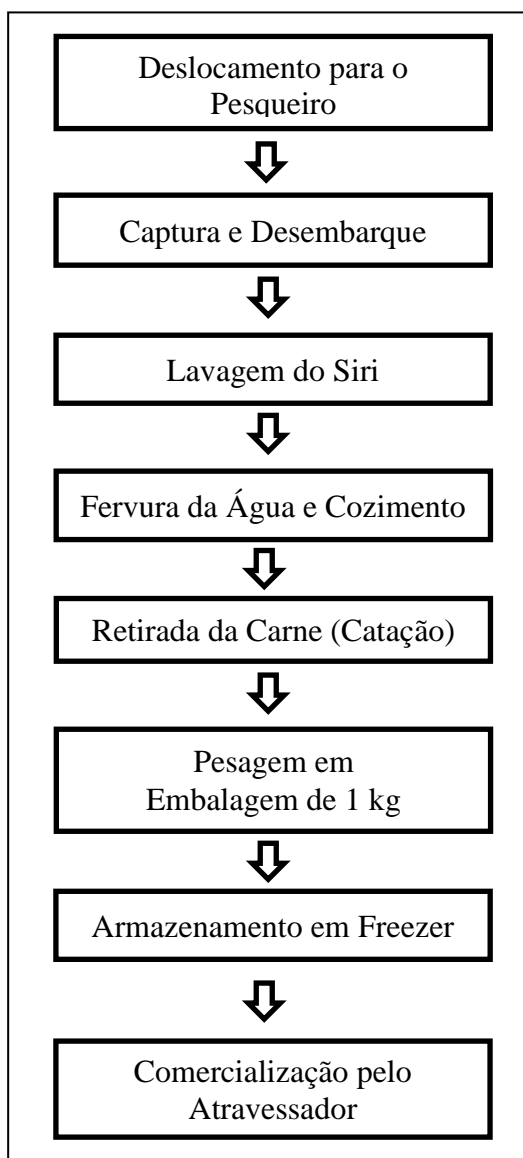 Deslocamento para o
Pesqueiro
Captura e Desembarque
Lavagem do Siri
Fervura da Água e Cozimento
Retirada da Carne (Catação)
Pesagem em
Embalagem de 1 kg
Armazenamento em Freezer
Comercialização pelo
Atravessador